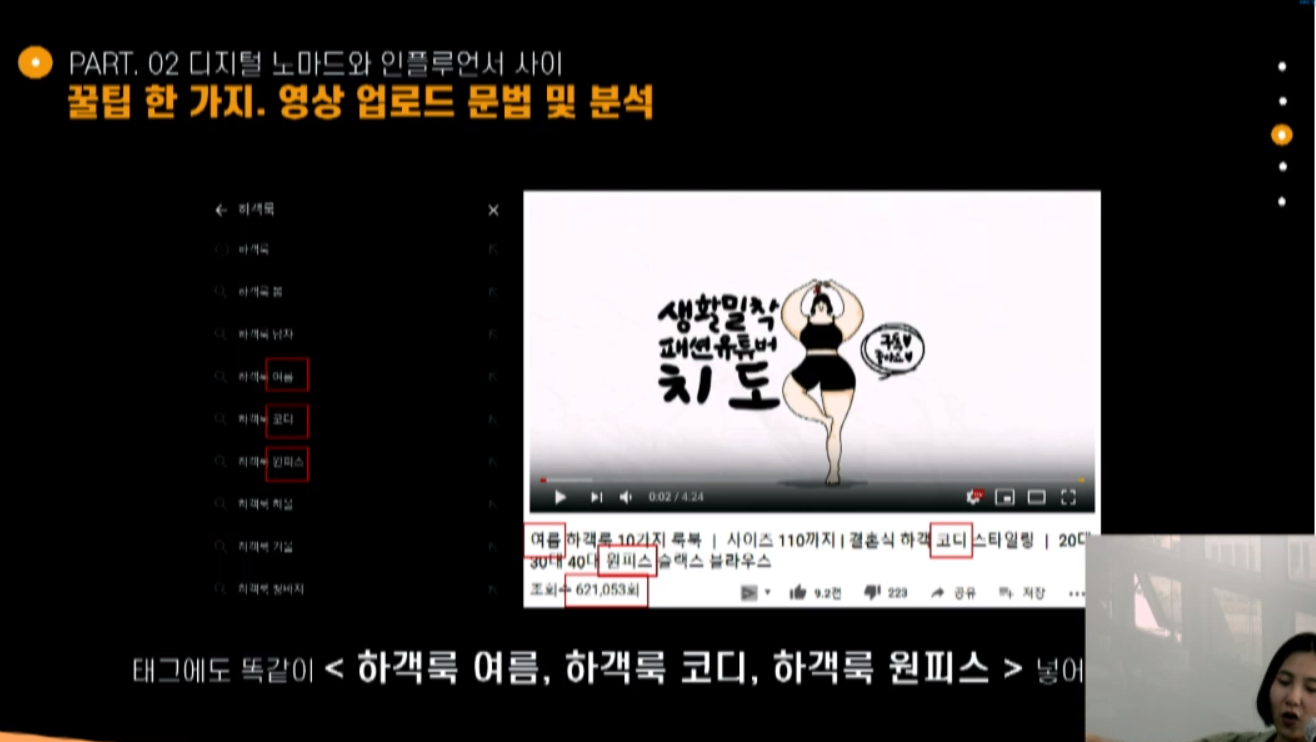 PART. 02 디지털 노마드와 인플루언서 사이
꿀팁 한 가지. 영상 업로드 문법 및 분석
하객룩
하객룩
하객룩 봄
하객룩 남자
하객룩 여름
하객룩 코디
하객룩 원피스
하객룩 겨울
하객룩 청바지
생활밀착
패션유튜버
치도
구독♥
좋아요♥
0:02 / 4:24
여름 하객룩 10가지 룩북 | 사이즈 110까지 | 결혼식 하객 코디 스타일링 | 20대
30대 40대 원피스 슬랙스 블라우스
조회수 621,053회
9.2천
223
공유
저장
태그에도 똑같이 < 하객룩 여름, 하객룩 코디, 하객룩 원피스 > 넣어